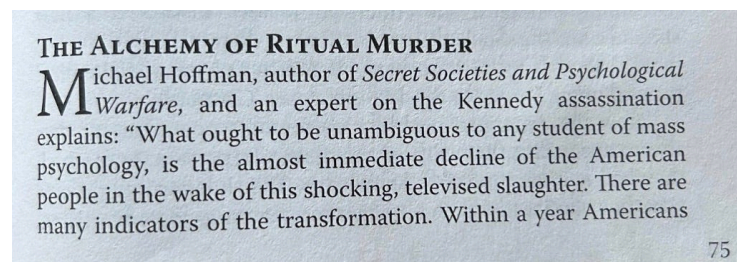 THE ALCHEMY OF RITUAL MURDER
Michael Hoffman, author of Secret Societies and Psychological
Warfare, and an expert on the Kennedy assassination
explains: “What ought to be unambiguous to any student of mass
psychology, is the almost immediate decline of the American
people in the wake of this shocking, televised slaughter. There are
many indicators of the transformation. Within a year Americans
75